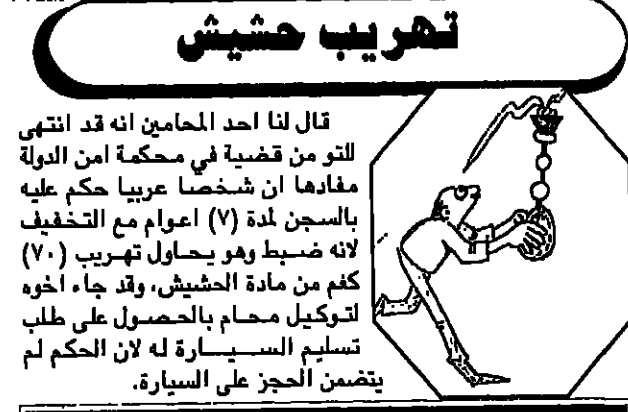 تهريب حشيش
قال لنا احد المحامين انه قد انتهى
للتو من قضية في محكمة امن الدولة
مفادها ان شخصا عربيا حكم عليه
بالسجن لمدة (٧) اعوام مع التخفيف
لانه ضبط وهو يحاول تهريب (٧٠)
كغم من مادة الحشيش، وقد جاء اخوه
لتوكيل محام بالحصول على طلب
تسليم السيارة له لان الحكم لم
يتضمن الحجز على السيارة.